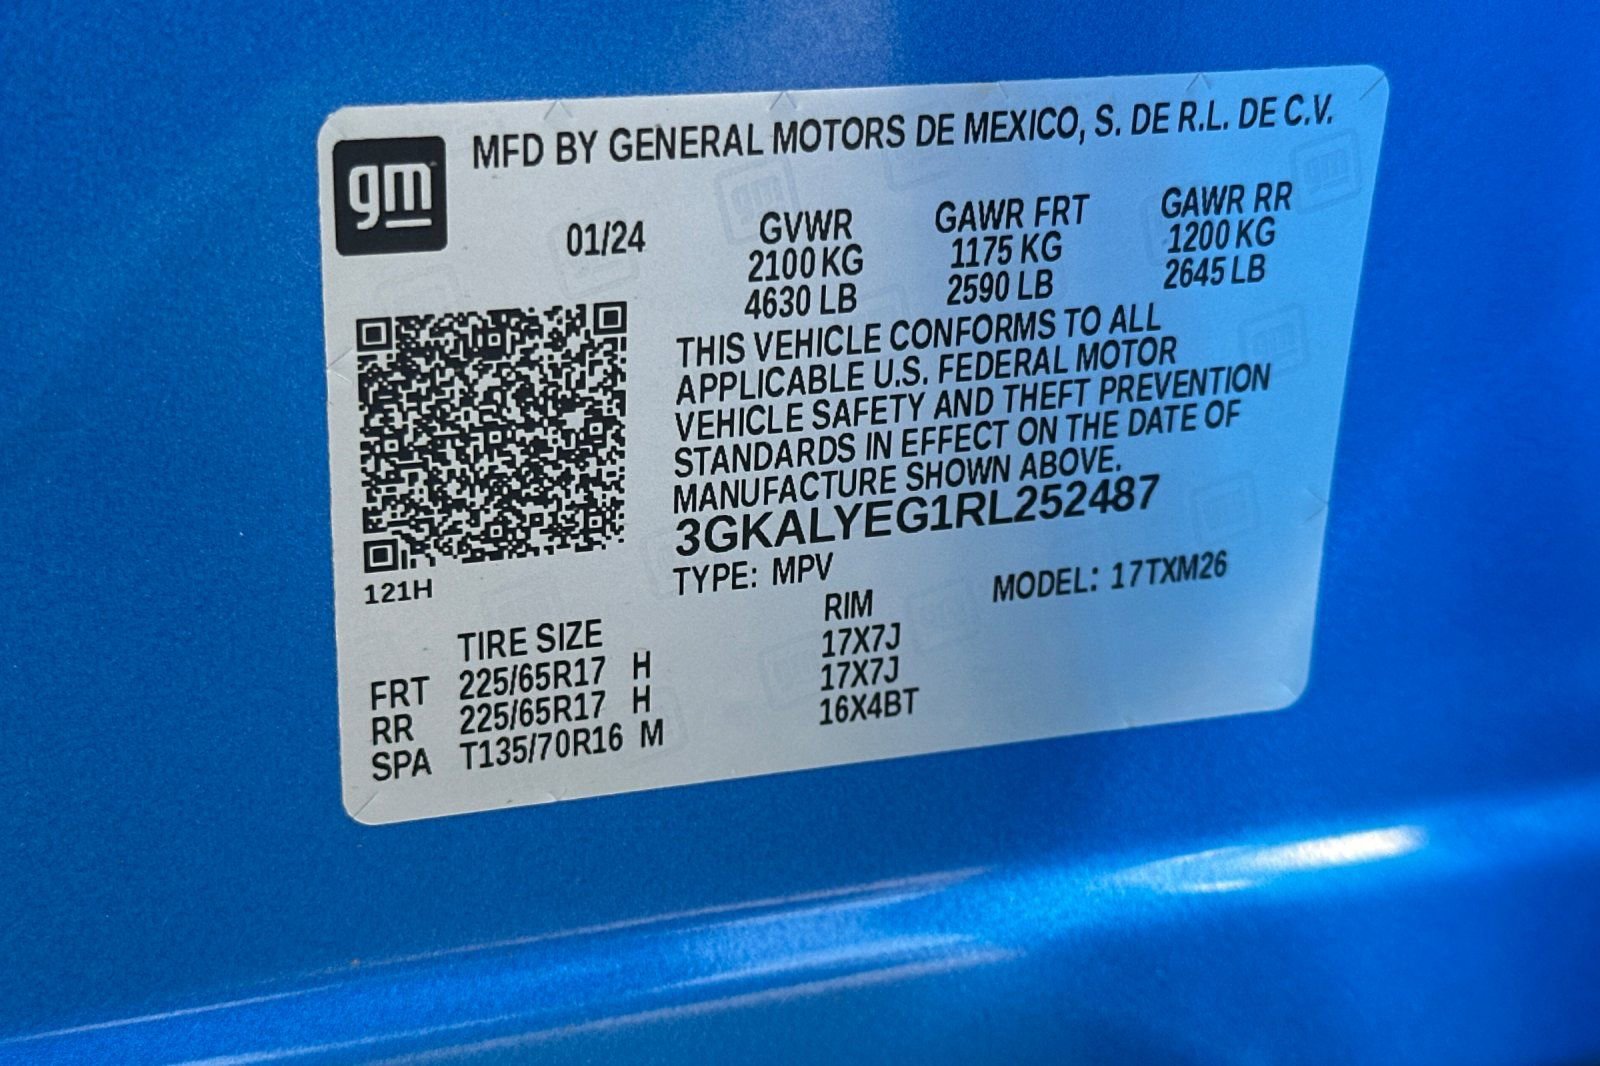 gm
MFD BY GENERAL MOTORS DE MEXICO, S. DE R.L. DE C.V.
01/24 GVWR GAWR FRT GAWR RR
2100 KG 1175 KG 1200 KG
4630 LB 2590 LB 2645 LB
THIS VEHICLE CONFORMS TO ALL
APPLICABLE U.S. FEDERAL MOTOR
VEHICLE SAFETY AND THEFT PREVENTION
STANDARDS IN EFFECT ON THE DATE OF
MANUFACTURE SHOWN ABOVE.
3GKALYEG1RL252487
121H
TYPE: MPV MODEL: 17TXM26
TIRE SIZE RIM
FRT 225/65R17 H 17X7J
RR 225/65R17 H 17X7J
SPA T135/70R16 M 16X4BT